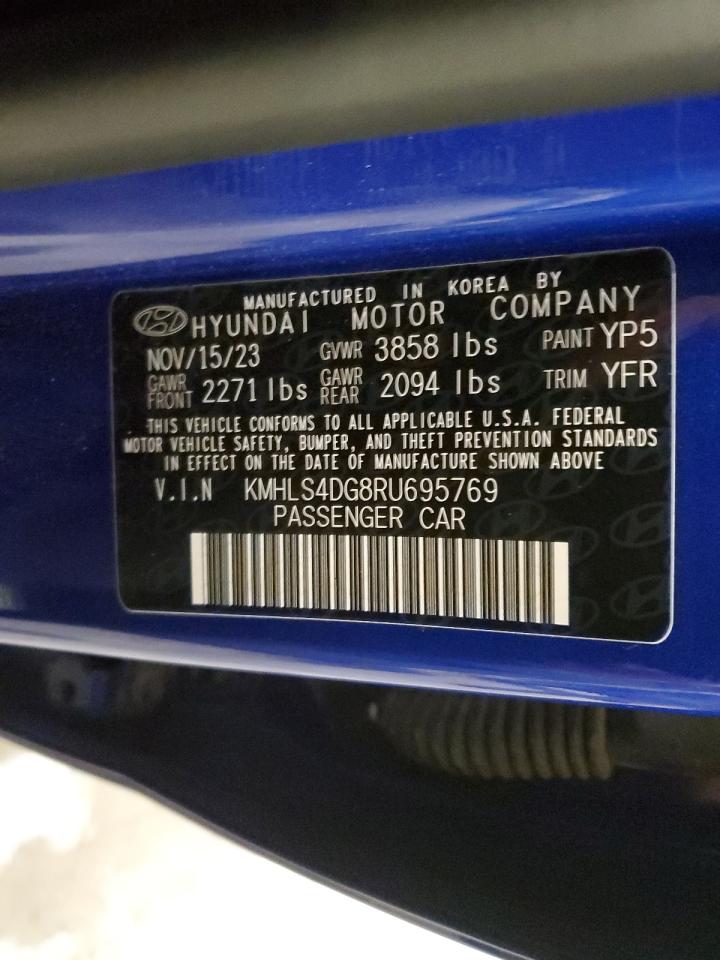 MANUFACTURED IN KOREA BY
HYUNDAI MOTOR COMPANY
NOV/15/23 GVWR 3858 lbs PAINT YP5
GAWR FRONT 2271 lbs GAWR REAR 2094 lbs TRIM YFR
THIS VEHICLE CONFORMS TO ALL APPLICABLE U.S.A. FEDERAL
MOTOR VEHICLE SAFETY, BUMPER, AND THEFT PREVENTION STANDARDS
IN EFFECT ON THE DATE OF MANUFACTURE SHOWN ABOVE
V.I.N KMHLS4DG8RU695769
PASSENGER CAR